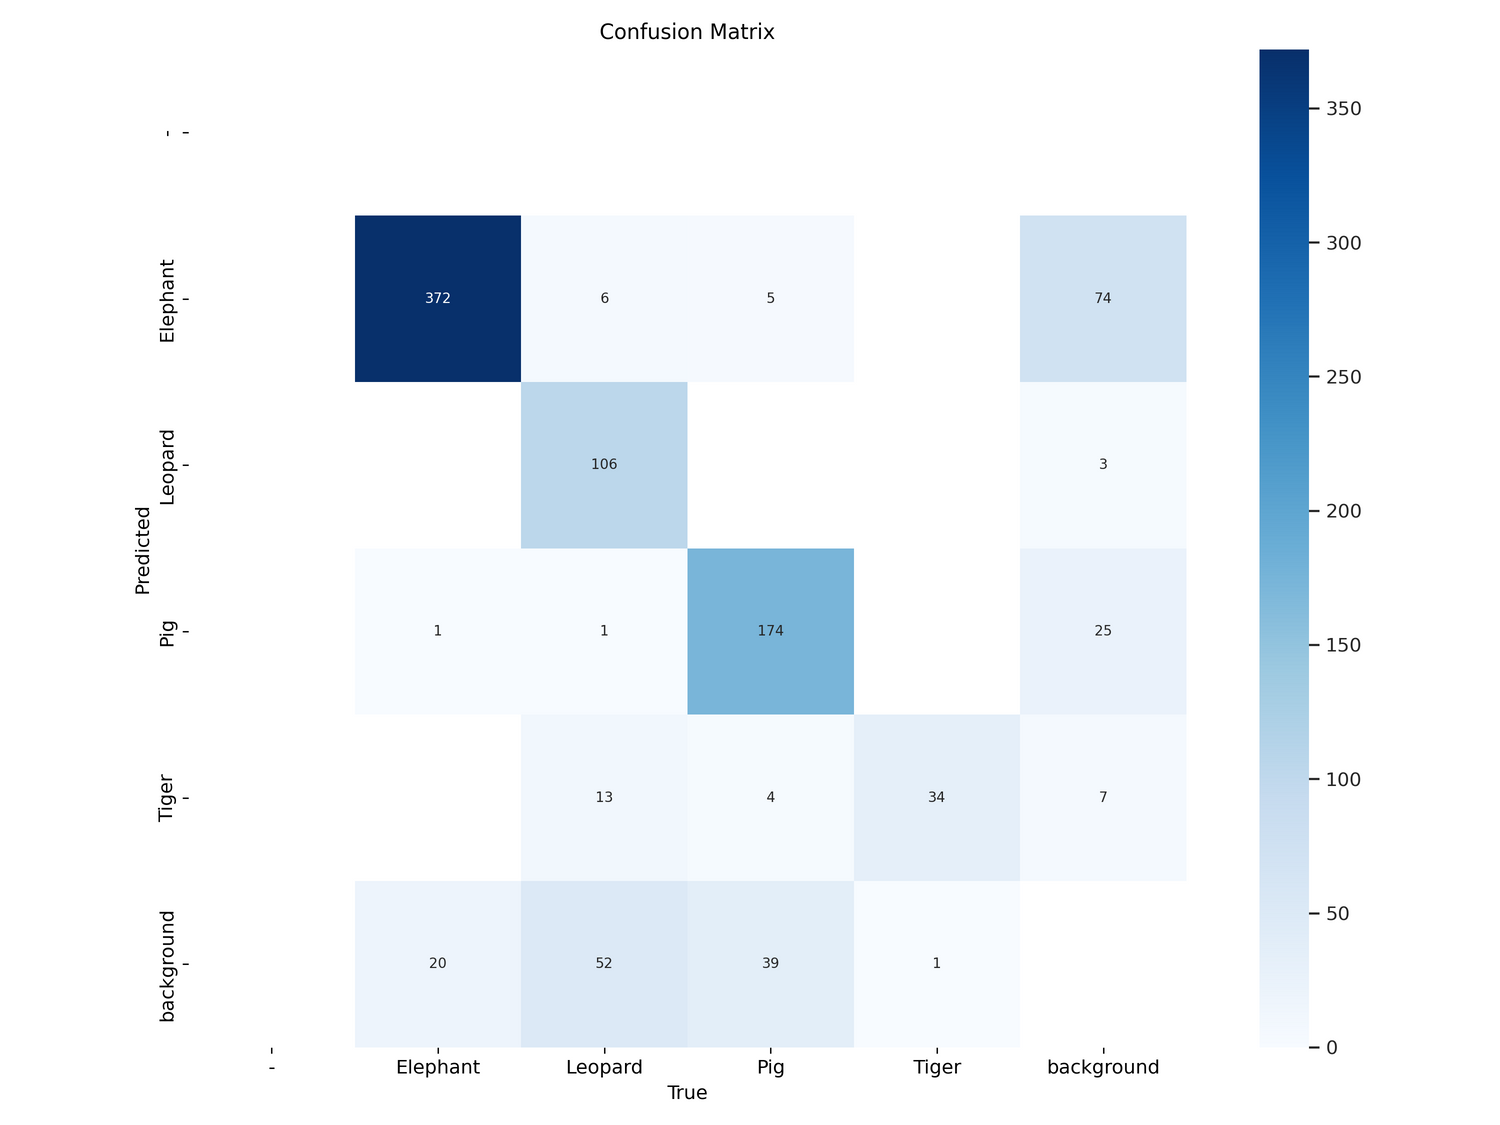 Confusion Matrix
-
Elephant
372
6
5
74
Leopard
106
3
Pig
1
1
174
25
Tiger
13
4
34
7
background
20
52
39
1
Predicted
-
Elephant
Leopard
Pig
Tiger
background
True
350
300
250
200
150
100
50
0